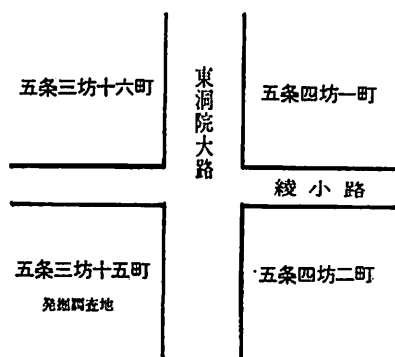 五条三坊十六町
東洞院大路
五条四坊一町
綾小路
五条三坊十五町
発掘調査地
五条四坊二町